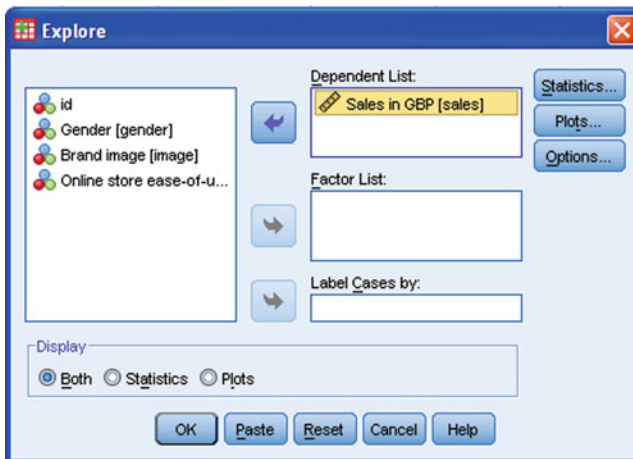 Explore
id
Gender [gender]
Brand image [image]
Online store ease-of-u...
Dependent List:
Sales in GBP [sales]
Factor List:
Label Cases by:
Statistics...
Plots...
Options...
Display
Both
Statistics
Plots
OK
Paste
Reset
Cancel
Help